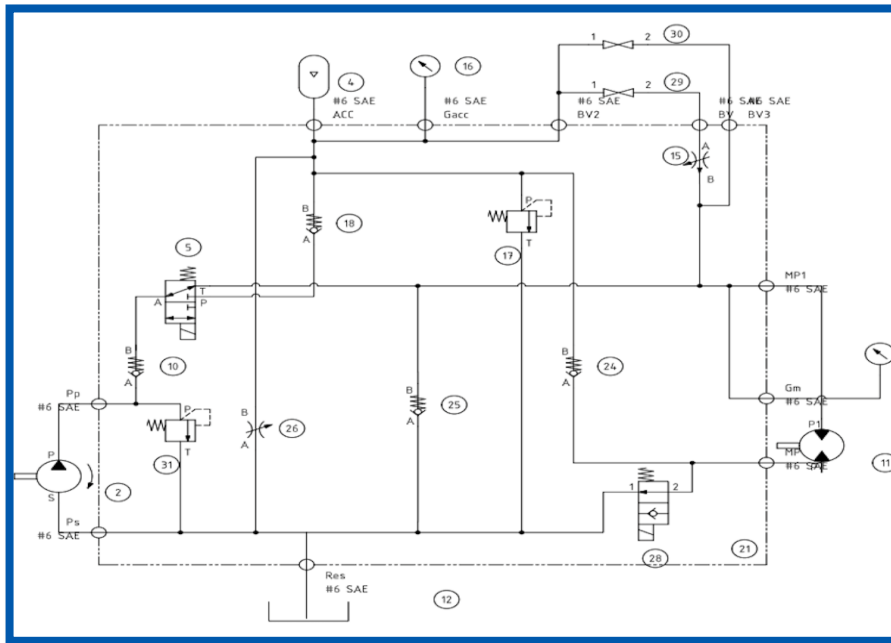 1 2 30
4 16 1 2 29
#6 SAE
ACC
#6 SAE
Gacc
#6 SAE
BV2
#6 SAE
BV
#6 SAE
BV3
15 A
B
B
A
18
P
T
17
5
A T
P
MP1
#6 SAE
B
A
10
B
A
25
B
A
24
Pp
#6 SAE
P
T
31
B
A
26
Gm
#6 SAE
P1
MP
#6 SAE
11
P
S
2
1 2
28
21
Ps
#6 SAE
Res
#6 SAE
12